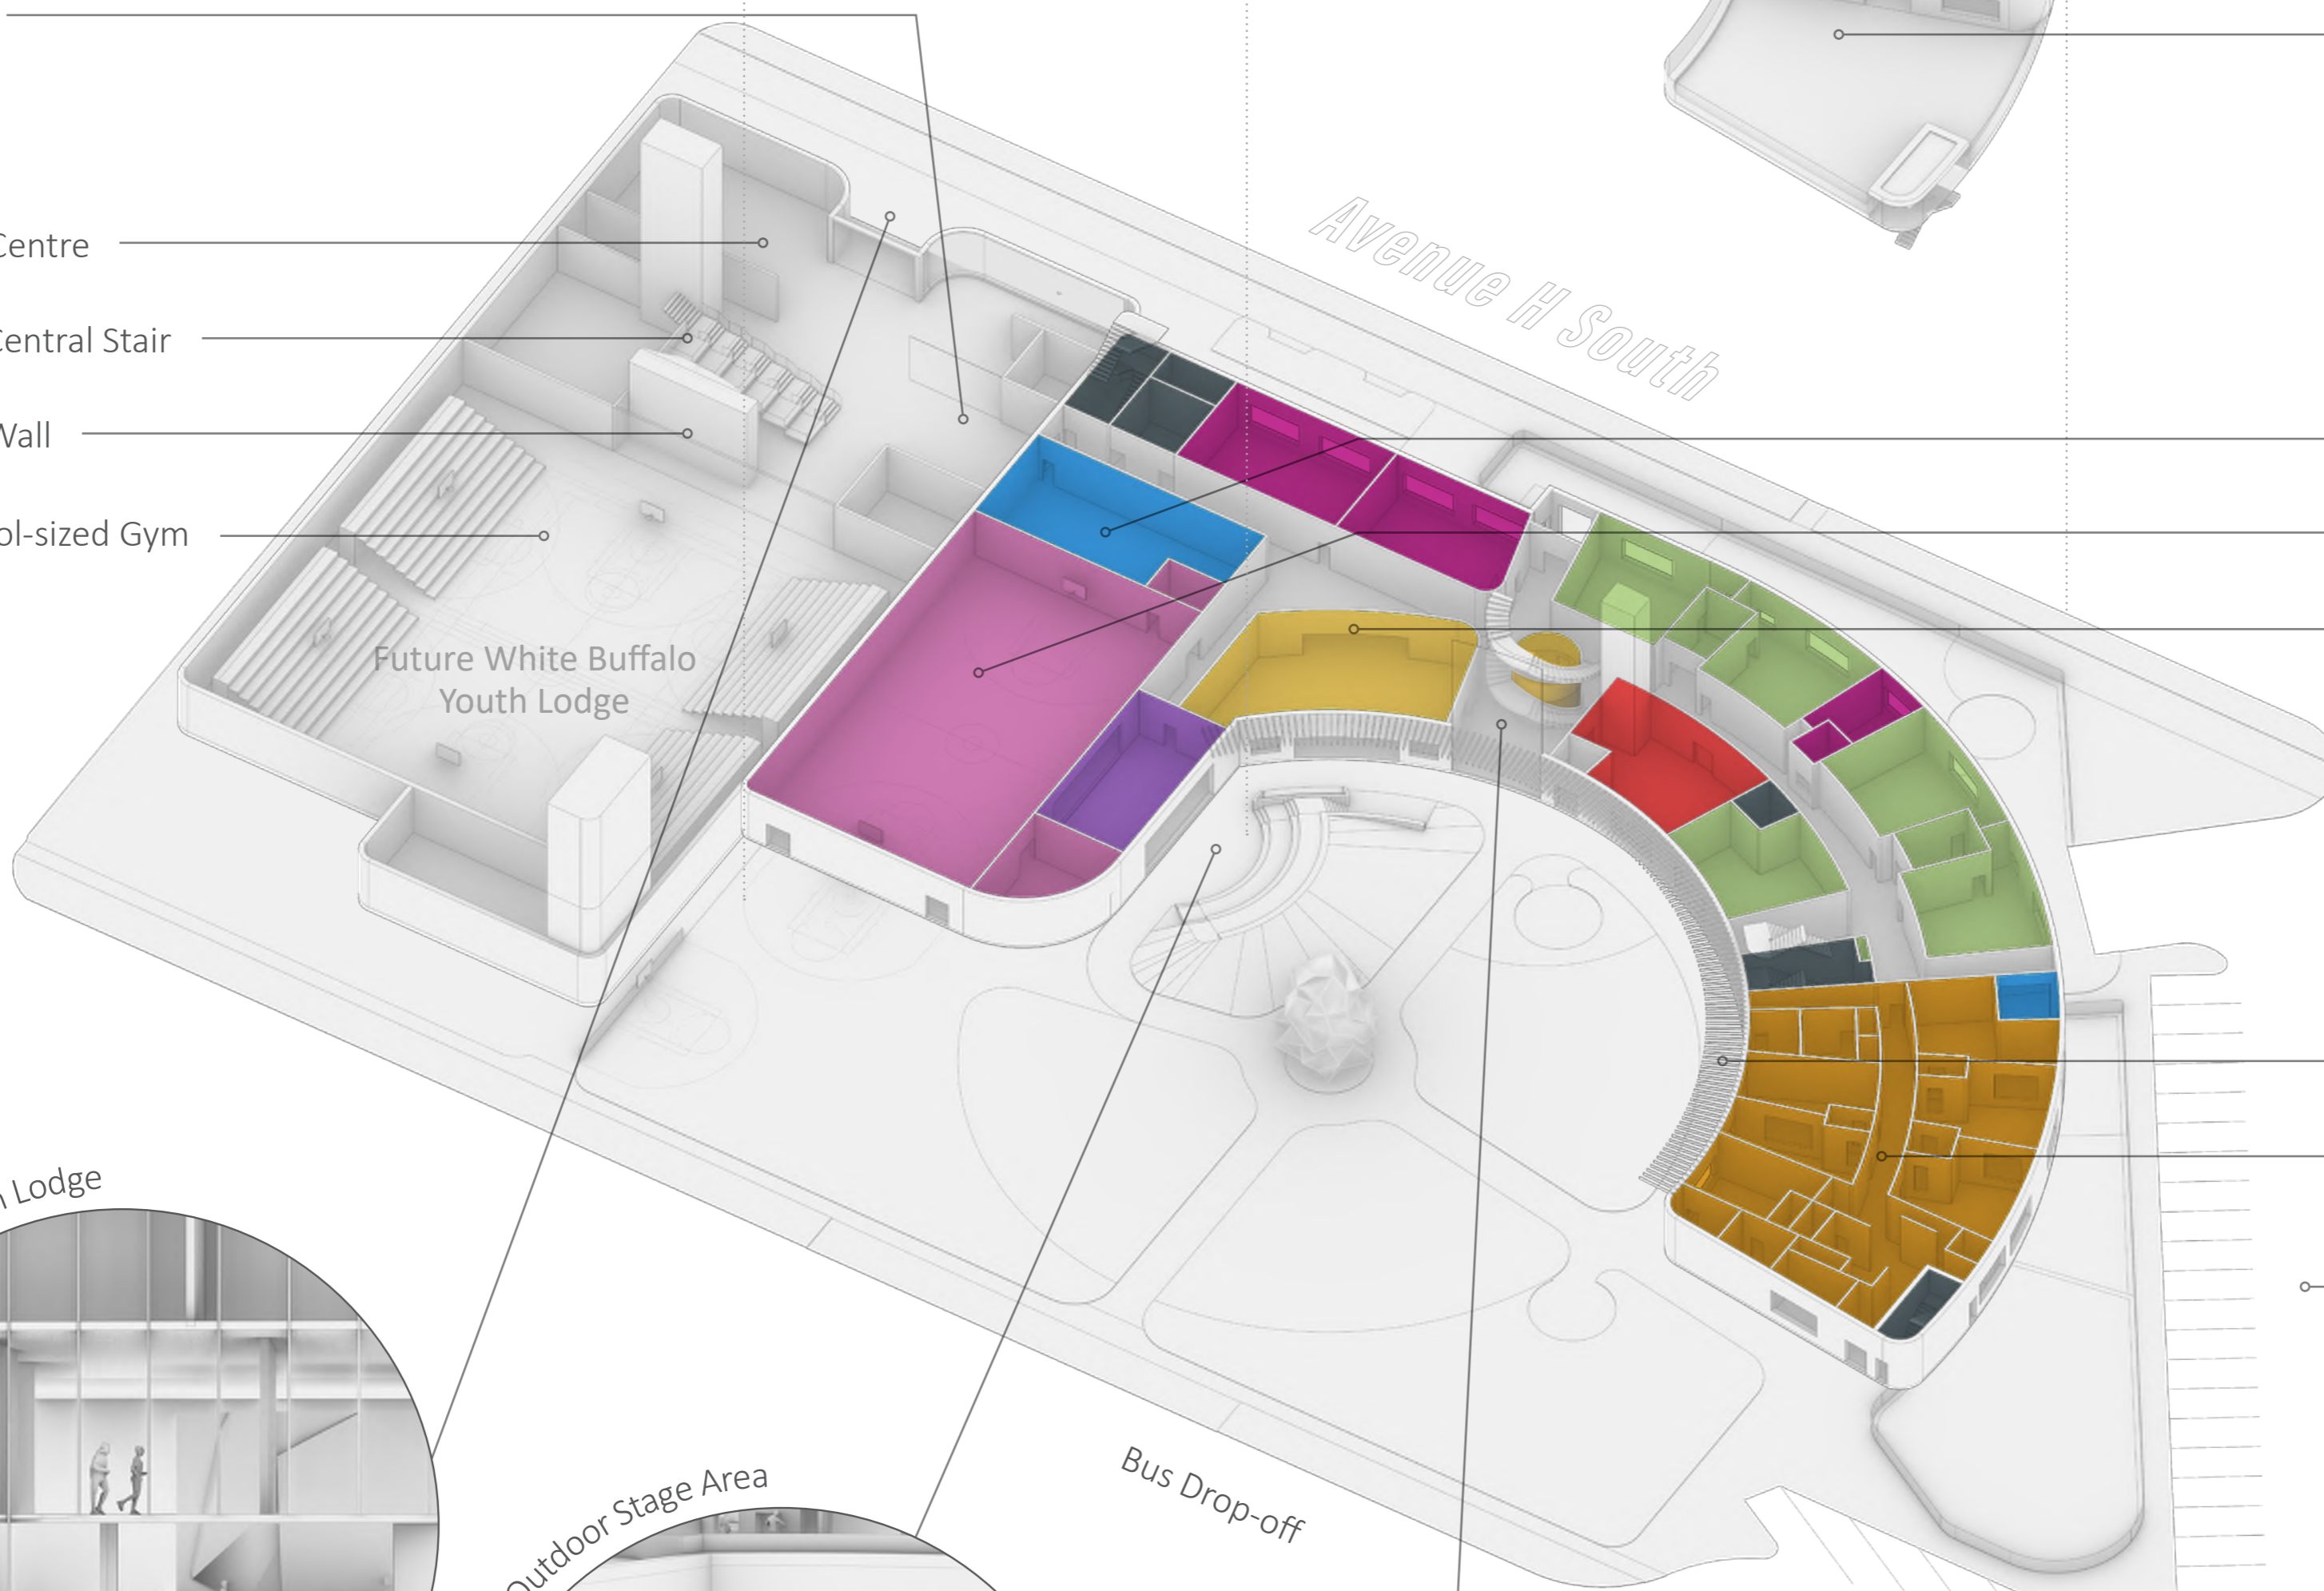 Avenue H South
Centre
Central Stair
Wall
ol-sized Gym
Future White Buffalo
Youth Lodge
Lodge
Outdoor Stage Area
Bus Drop-off